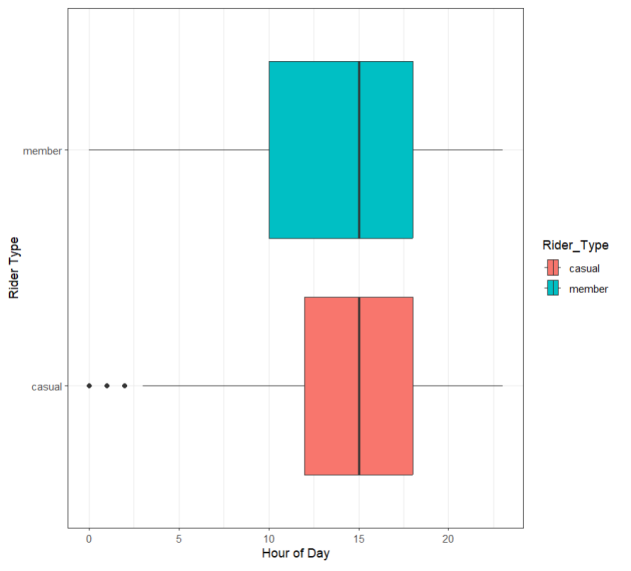 member
casual
Rider Type
0 5 10 15 20
Hour of Day
Rider_Type
casual
member